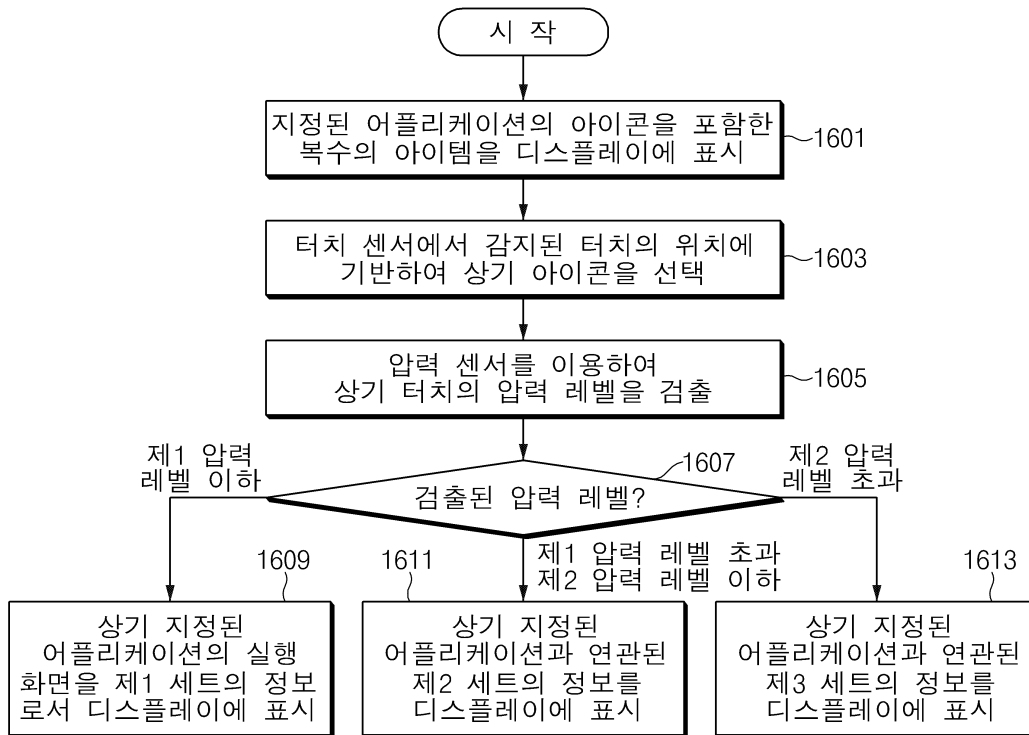 시 작
지정된 어플리케이션의 아이콘을 포함한
복수의 아이템을 디스플레이에 표시
1601
터치 센서에서 감지된 터치의 위치에
기반하여 상기 아이콘을 선택
1603
압력 센서를 이용하여
상기 터치의 압력 레벨을 검출
1605
제1 압력
레벨 이하
1607
검출된 압력 레벨?
제2 압력
레벨 초과
제1 압력 레벨 초과
제2 압력 레벨 이하
1609
상기 지정된
어플리케이션의 실행
화면을 제1 세트의 정보
로서 디스플레이에 표시
1611
상기 지정된
어플리케이션과 연관된
제2 세트의 정보를
디스플레이에 표시
1613
상기 지정된
어플리케이션과 연관된
제3 세트의 정보를
디스플레이에 표시